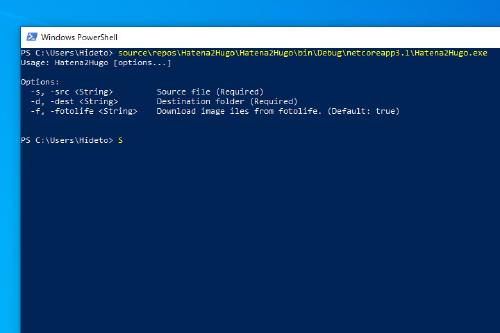 Windows PowerShell
PS C:\Users\Hideto> source\repos\Hatena2Hugo\Hatena2Hugo\bin\Debug\netcoreapp3.1\Hatena2Hugo.exe
Usage: Hatena2Hugo [options...]
Options:
-s, -src <String> Source file (Required)
-d, -dest <String> Destination folder (Required)
-f, -fotolife <String> Download image iles from fotolife. (Default: true)
PS C:\Users\Hideto> S